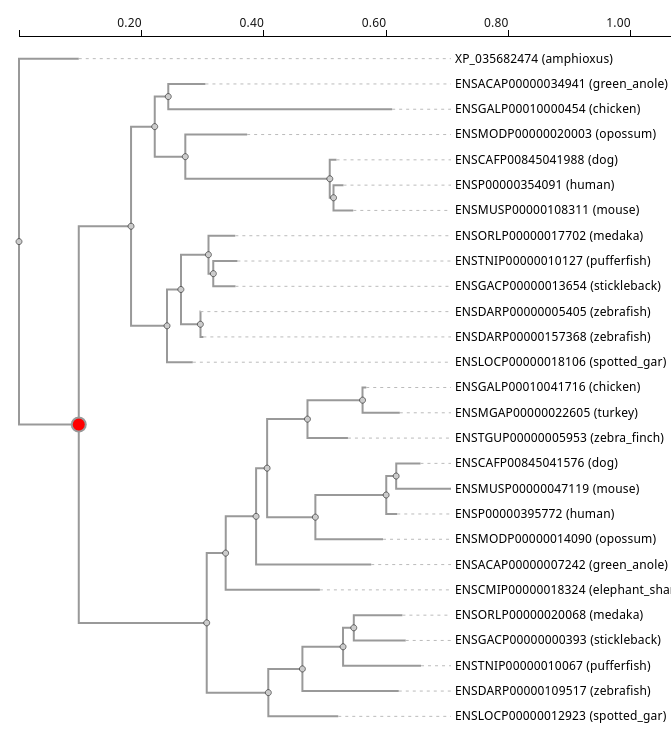 0.20 0.40 0.60 0.80 1.00
XP_035682474 (amphioxus)
ENSACAP00000034941 (green_anole)
ENSGALP00010000454 (chicken)
ENSMODP00000020003 (opossum)
ENSCAFP00845041988 (dog)
ENSP00000354091 (human)
ENSMUSP00000108311 (mouse)
ENSORLP00000017702 (medaka)
ENSTNIP00000010127 (pufferfish)
ENSGACP00000013654 (stickleback)
ENSDARP00000005405 (zebrafish)
ENSDARP00000157368 (zebrafish)
ENSLOCP00000018106 (spotted_gar)
ENSGALP00010041716 (chicken)
ENSMGAP00000022605 (turkey)
ENSTGUP00000005953 (zebra_finch)
ENSCAFP00845041576 (dog)
ENSMUSP00000047119 (mouse)
ENSP00000395772 (human)
ENSMODP00000014090 (opossum)
ENSACAP00000007242 (green_anole)
ENSCMIP00000018324 (elephant_sha
ENSORLP00000020068 (medaka)
ENSGACP00000000393 (stickleback)
ENSTNIP00000010067 (pufferfish)
ENSDARP00000109517 (zebrafish)
ENSLOCP00000012923 (spotted_gar)